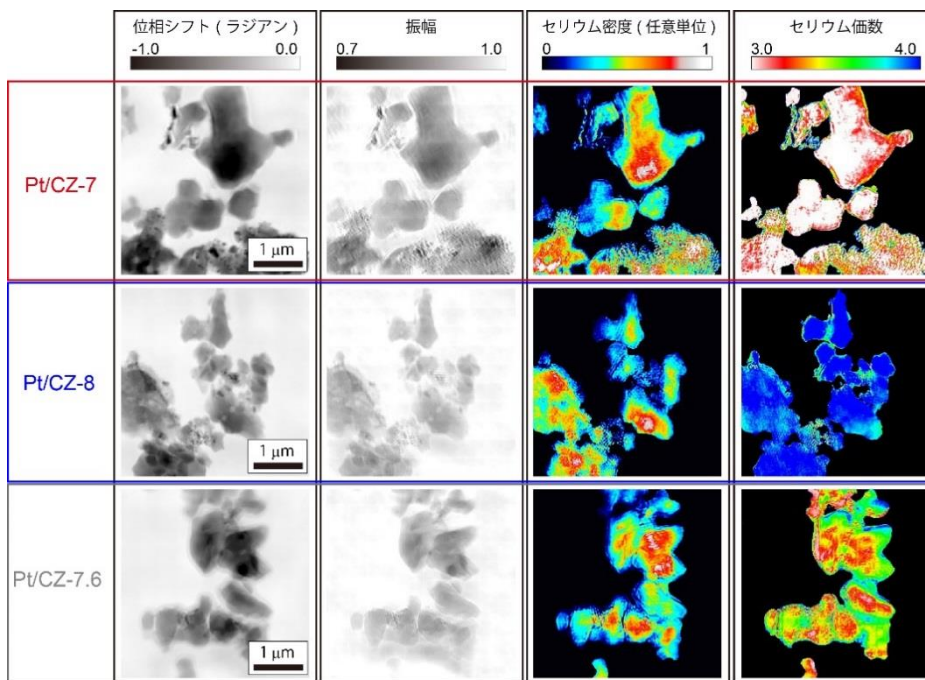 位相シフト ( ラジアン )
-1.0 0.0
振幅
0.7 1.0
セリウム密度 ( 任意単位 )
0 1
セリウム価数
3.0 4.0
Pt/CZ-7
1 μm
Pt/CZ-8
1 μm
Pt/CZ-7.6
1 μm